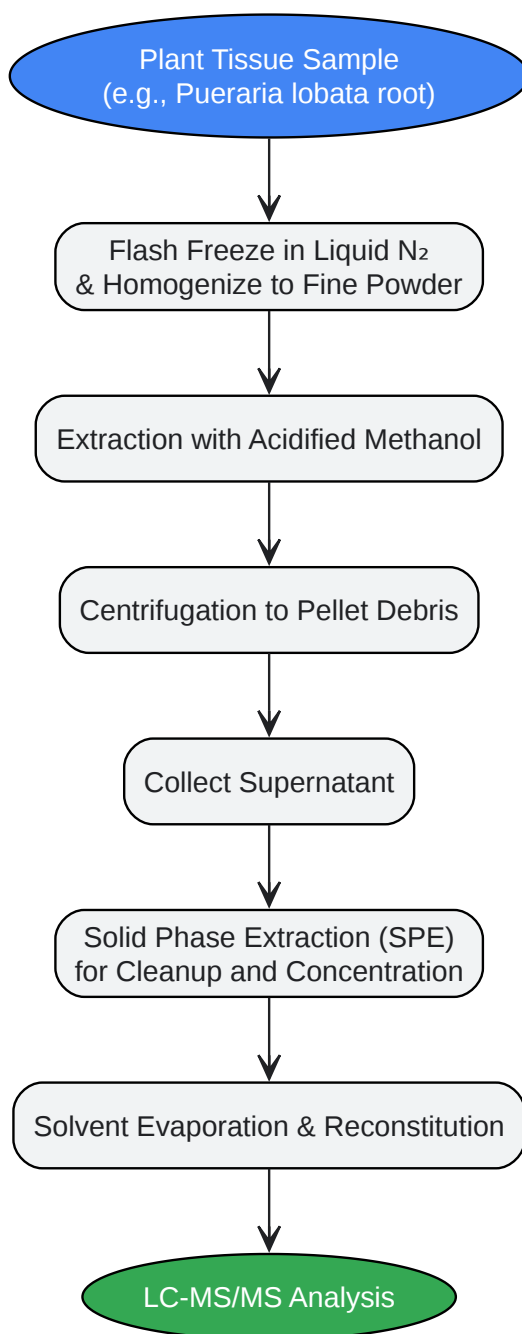 Plant Tissue Sample
(e.g., Pueraria lobata root)
Flash Freeze in Liquid N₂
& Homogenize to Fine Powder
Extraction with Acidified Methanol
Centrifugation to Pellet Debris
Collect Supernatant
Solid Phase Extraction (SPE)
for Cleanup and Concentration
Solvent Evaporation & Reconstitution
LC-MS/MS Analysis